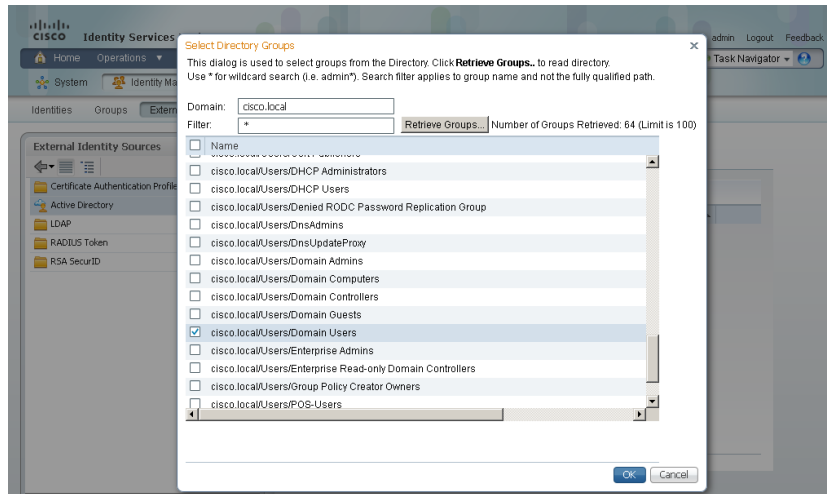 cisco Identity Services
admin Logout Feedback
Home Operations
Task Navigator
System Identity Ma
Identities Groups Extern
External Identity Sources
Certificate Authentication Profile
Active Directory
LDAP
RADIUS Token
RSA SecurID
Select Directory Groups
This dialog is used to select groups from the Directory. Click Retrieve Groups.. to read directory.
Use * for wildcard search (i.e. admin*). Search filter applies to group name and not the fully qualified path.
Domain: cisco.local
Filter: * Retrieve Groups... Number of Groups Retrieved: 64 (Limit is 100)
Name
cisco.local/Users/DHCP Administrators
cisco.local/Users/DHCP Users
cisco.local/Users/Denied RODC Password Replication Group
cisco.local/Users/DnsAdmins
cisco.local/Users/DnsUpdateProxy
cisco.local/Users/Domain Admins
cisco.local/Users/Domain Computers
cisco.local/Users/Domain Controllers
cisco.local/Users/Domain Guests
cisco.local/Users/Domain Users
cisco.local/Users/Enterprise Admins
cisco.local/Users/Enterprise Read-only Domain Controllers
cisco.local/Users/Group Policy Creator Owners
cisco.local/Users/POS-Users
OK Cancel